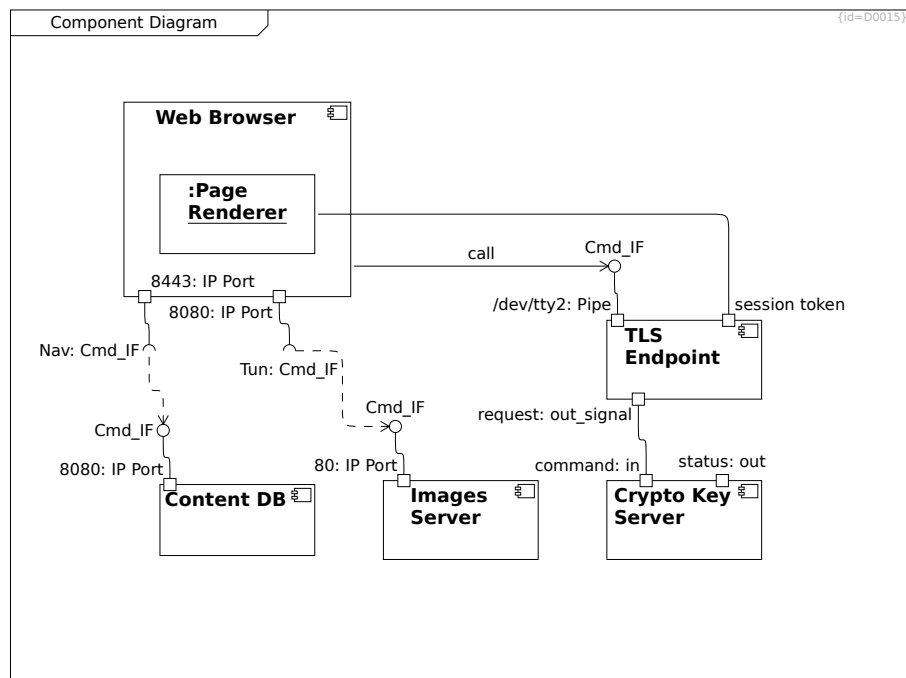 Component Diagram
{id=D0015}
Web Browser
:Page
Renderer
8443: IP Port
8080: IP Port
call
Cmd_IF
/dev/tty2: Pipe
session token
TLS
Endpoint
Nav: Cmd_IF
Tun: Cmd_IF
Cmd_IF
Cmd_IF
request: out_signal
8080: IP Port
80: IP Port
command: in
status: out
Content DB
Images
Server
Crypto Key
Server